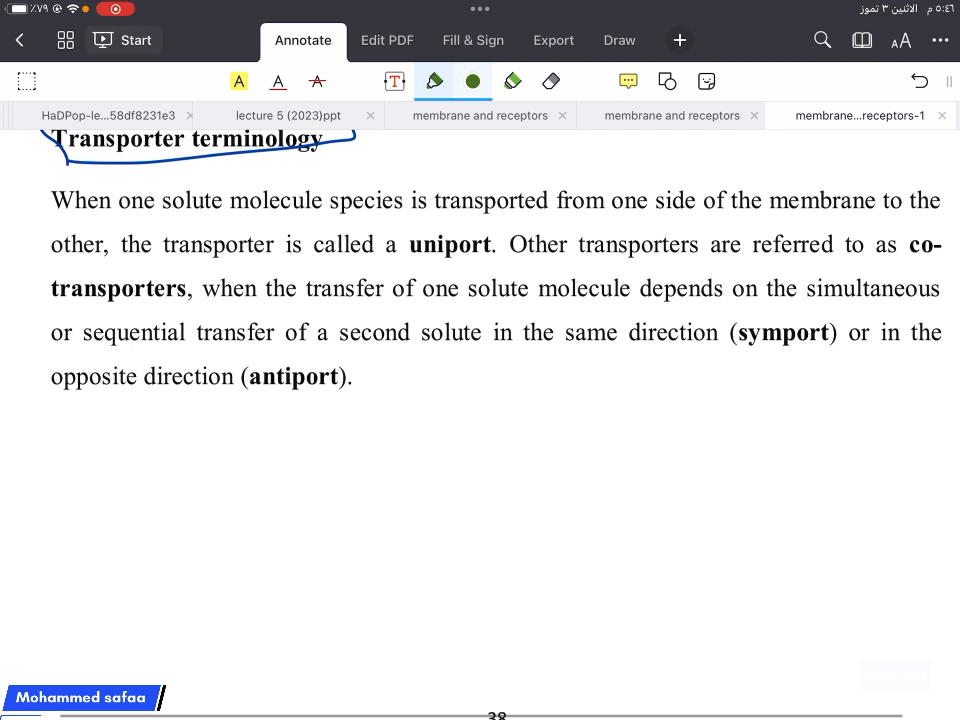 ٪٧٩ الاثنين ٣ تموز ٥:٤٦ م
Start Annotate Edit PDF Fill & Sign Export Draw
A A A T AA
HaDPop-le...58df8231e3 lecture 5 (2023)ppt membrane and receptors membrane and receptors membrane...receptors-1
Transporter terminology
When one solute molecule species is transported from one side of the membrane to the
other, the transporter is called a uniport. Other transporters are referred to as co-
transporters, when the transfer of one solute molecule depends on the simultaneous
or sequential transfer of a second solute in the same direction (symport) or in the
opposite direction (antiport).
Mohammed safaa
38